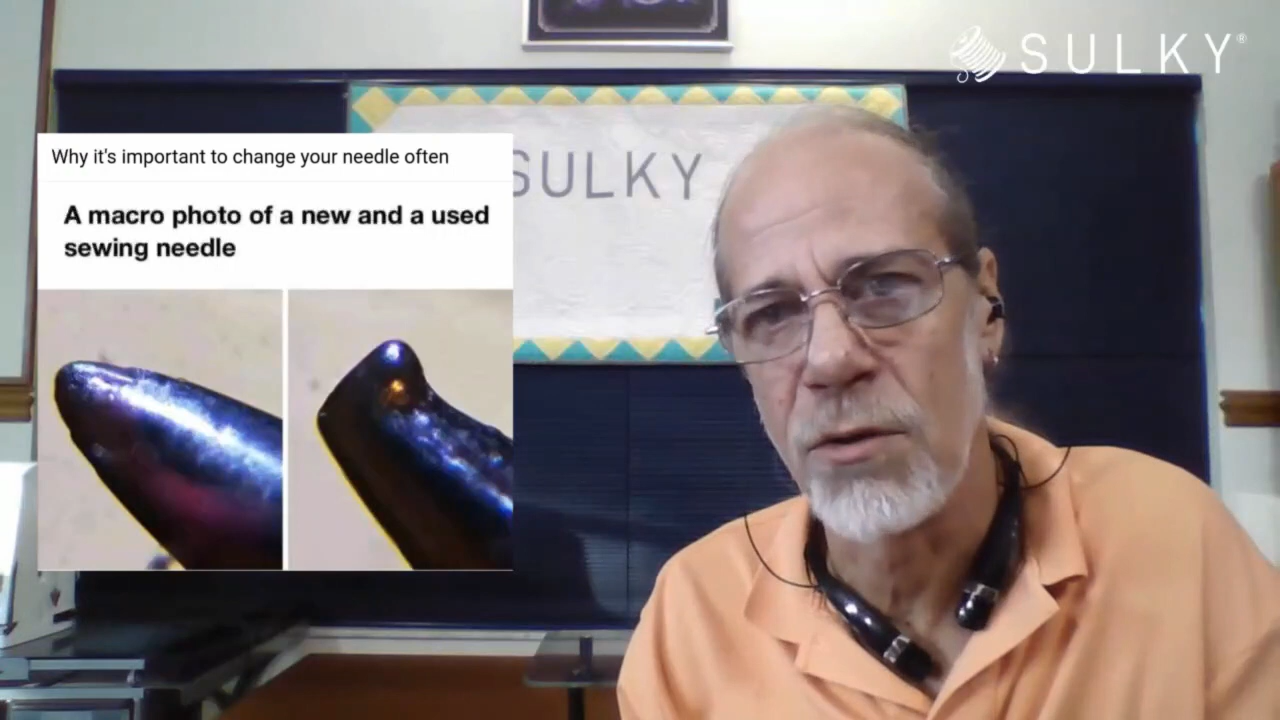 SULKY®
Why it's important to change your needle often
A macro photo of a new and a used
sewing needle
SULKY